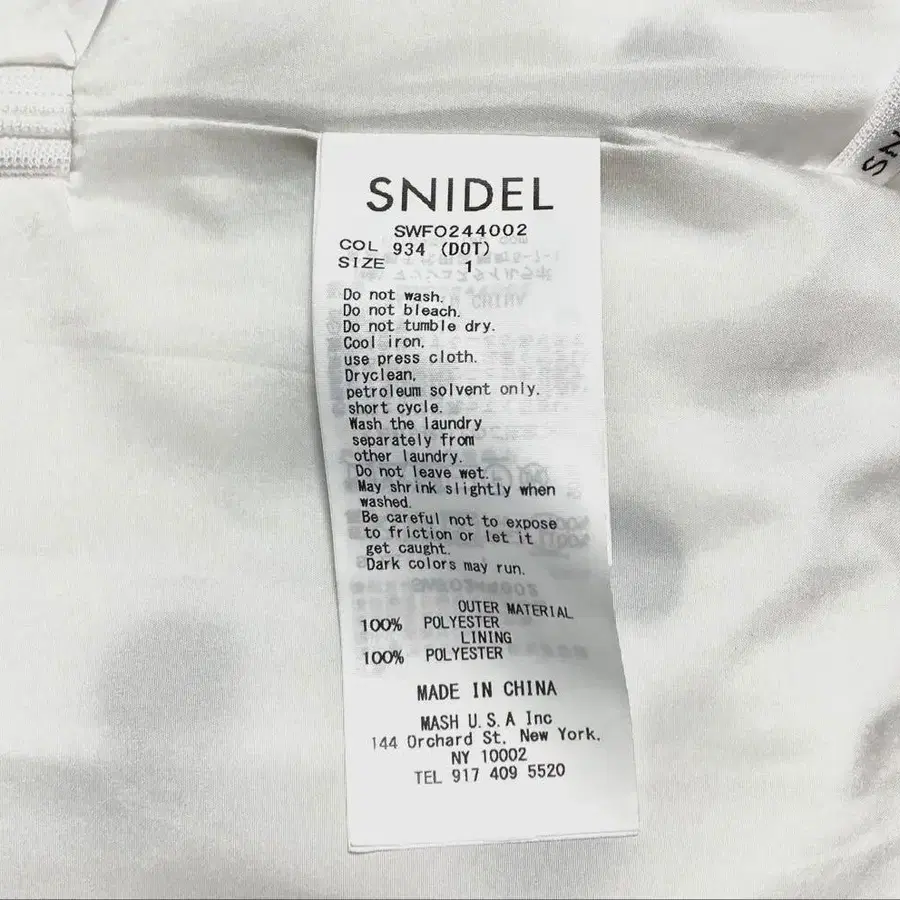 SNIDEL
SWFO244002
COL 934 (DOT)
SIZE 1
Do not wash.
Do not bleach.
Do not tumble dry.
Cool iron.
use press cloth.
Dryclean,
petroleum solvent only.
short cycle.
Wash the laundry
separately from
other laundry.
Do not leave wet.
May shrink slightly when
washed.
Be careful not to expose
to friction or let it
get caught.
Dark colors may run.
OUTER MATERIAL
100% POLYESTER
LINING
100% POLYESTER
MADE IN CHINA
MASH U.S.A Inc
144 Orchard St. New York.
NY 10002
TEL 917 409 5520
SN